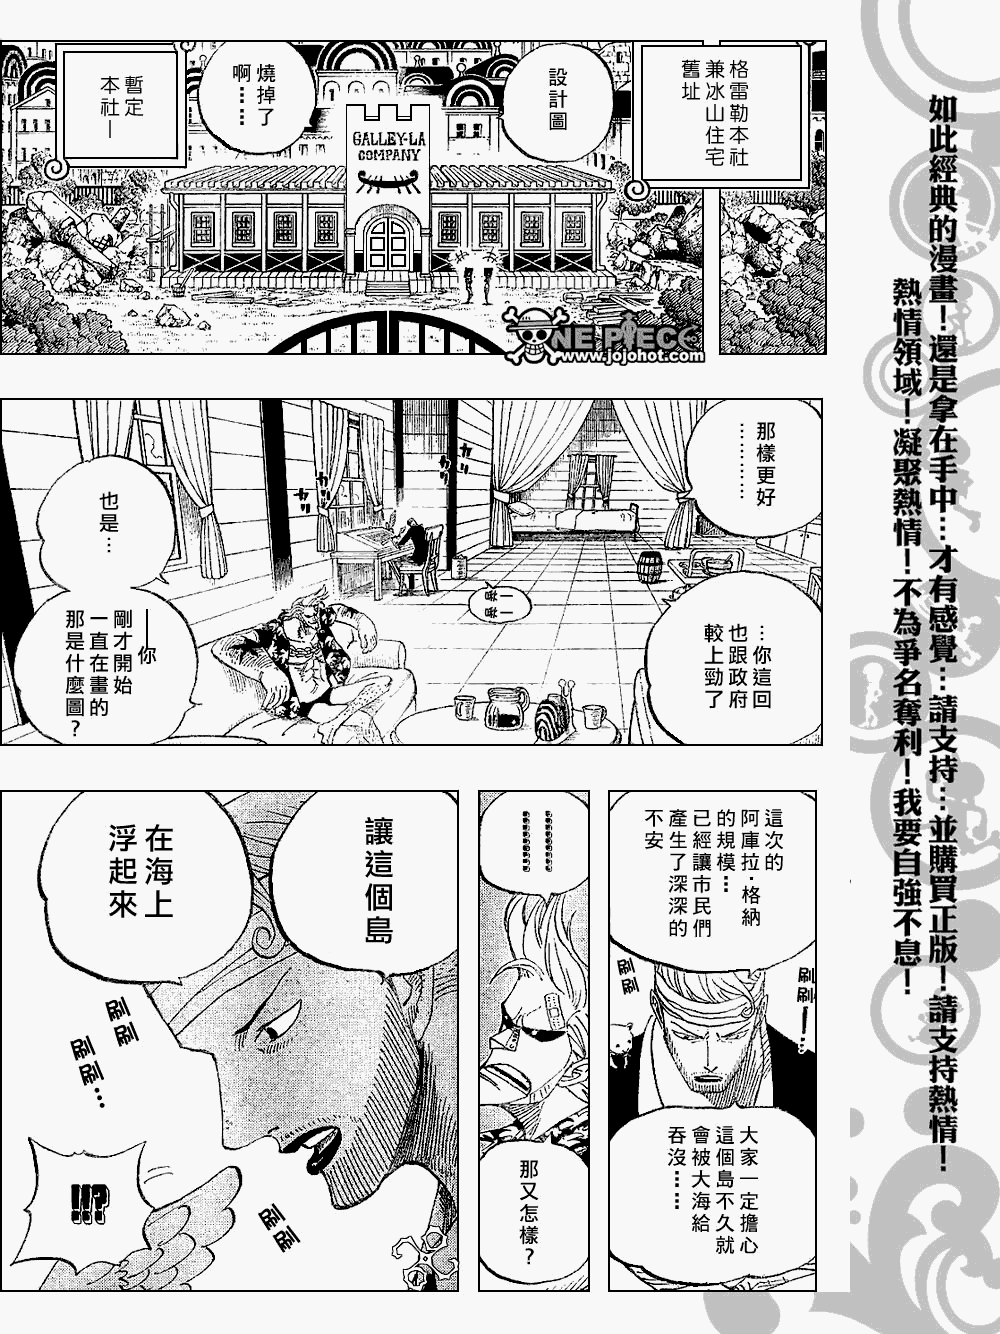 格雷勒本社
兼冰山住宅
舊址
設計圖
燒掉了
啊……
暫定
本社—
GALLEY-LA
COMPANY
ONE PIECE
www.jojohot.com
那樣更好
…………
…你這回
也跟政府
較上勁了
也是…
——你
剛才開始
一直在畫的
那是什麼圖？
カリ
カリ
カリ
這次的
阿庫拉·格納
的規模…
已經讓市民們
產生了深深的
不安
刷刷——
刷刷
大家一定擔心
這個島不久就
會被大海給
吞沒……
………………
那又怎樣？
讓這個島
在海上
浮起來
刷刷
刷刷…
刷刷
!!!?
如此經典的漫畫！還是拿在手中…才有感覺…請支持…並購買正版！請支持熱情！
熱情領域！凝聚熱情！不為爭名奪利！我要自強不息！